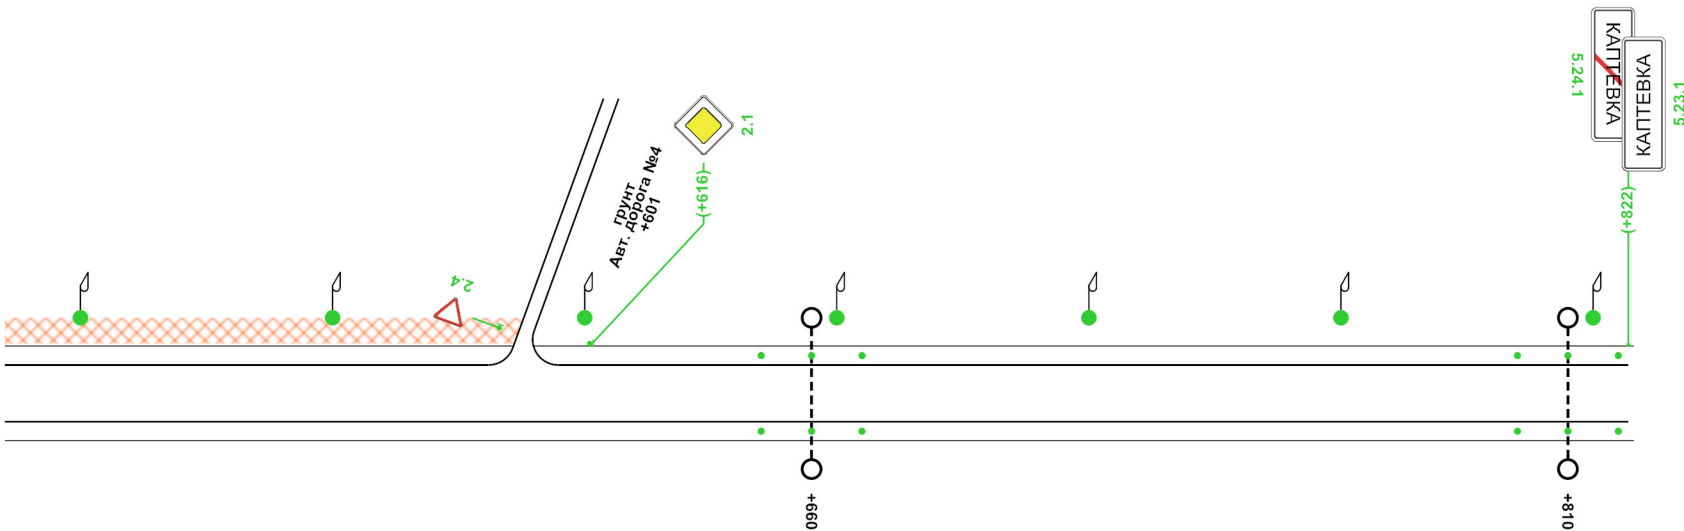 КАПТЕВКА
КАПТЕВКА
5.24.1
5.23.1
2.1
грунт
Авт. дорога №4
+601
(+616)
(+822)
2.4
+660
+810